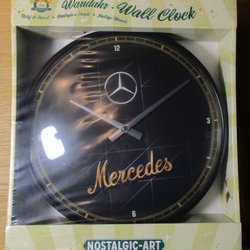 Wanduhr - Wall Clock
12
9
3
Mercedes
6
NOSTALGIC-ART